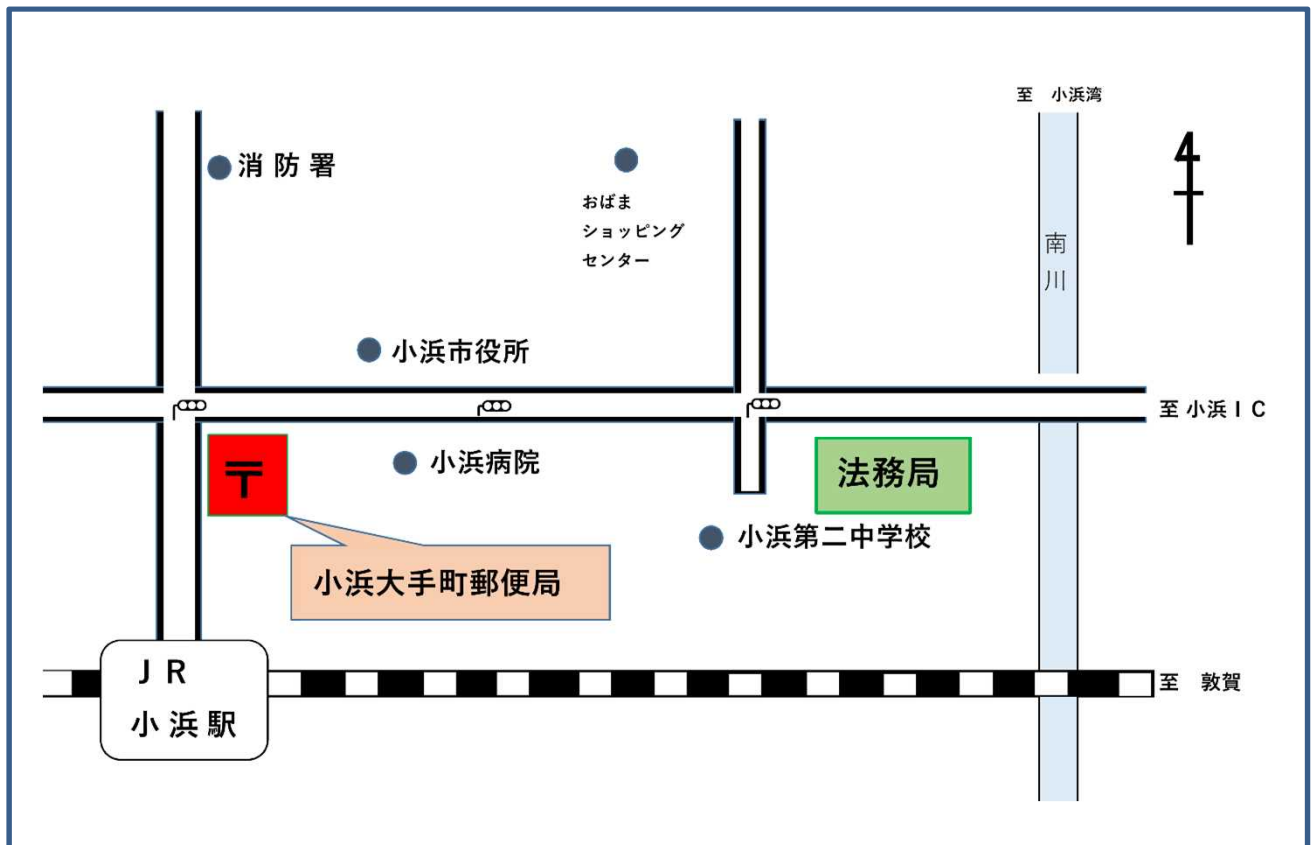 至 小浜湾
消防署
おばま
ショッピング
センター
南川
小浜市役所
至 小浜IC
〒
小浜病院
法務局
小浜第二中学校
小浜大手町郵便局
JR
小浜駅
至 敦賀